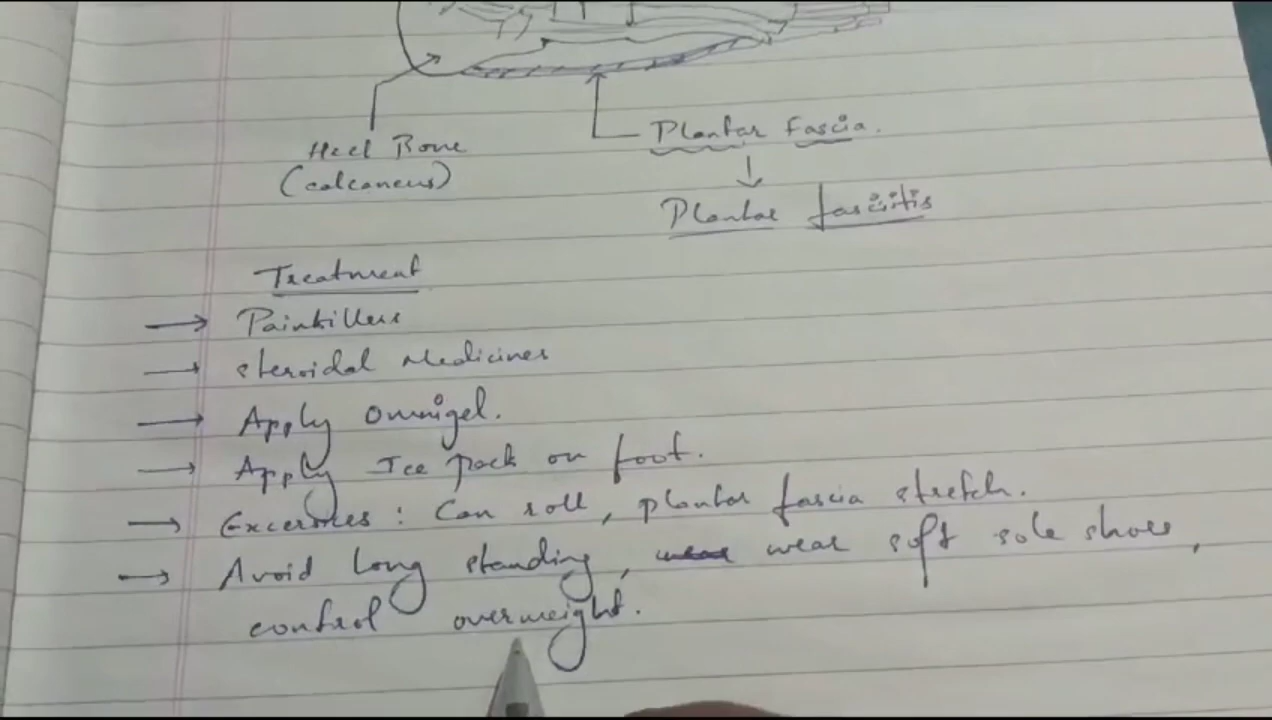 Heel Bone
(calcaneus)
Plantar Fascia.
↓
Plantar fasciitis
Treatment
→ Painkillers
→ steroidal Medicines
→ Apply Omnigel.
→ Apply Ice pack on foot.
→ Excersises : Can roll, plantar fascia stretch.
→ Avoid long standing, wear soft sole shoes,
control overweight.